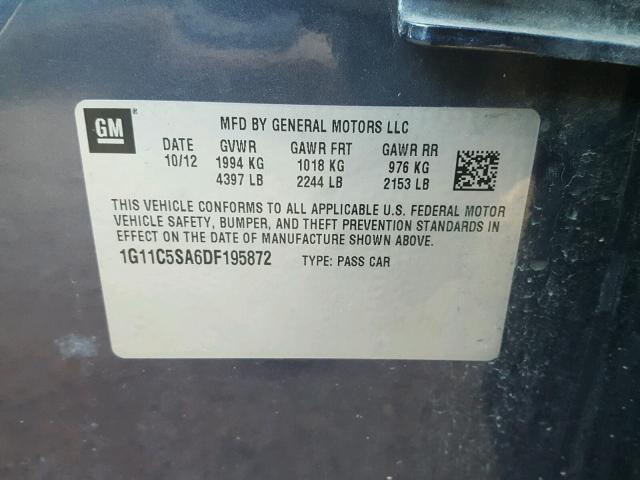 GM
MFD BY GENERAL MOTORS LLC
DATE GVWR GAWR FRT GAWR RR
10/12 1994 KG 1018 KG 976 KG
4397 LB 2244 LB 2153 LB
THIS VEHICLE CONFORMS TO ALL APPLICABLE U.S. FEDERAL MOTOR
VEHICLE SAFETY, BUMPER, AND THEFT PREVENTION STANDARDS IN
EFFECT ON THE DATE OF MANUFACTURE SHOWN ABOVE.
1G11C5SA6DF195872 TYPE: PASS CAR